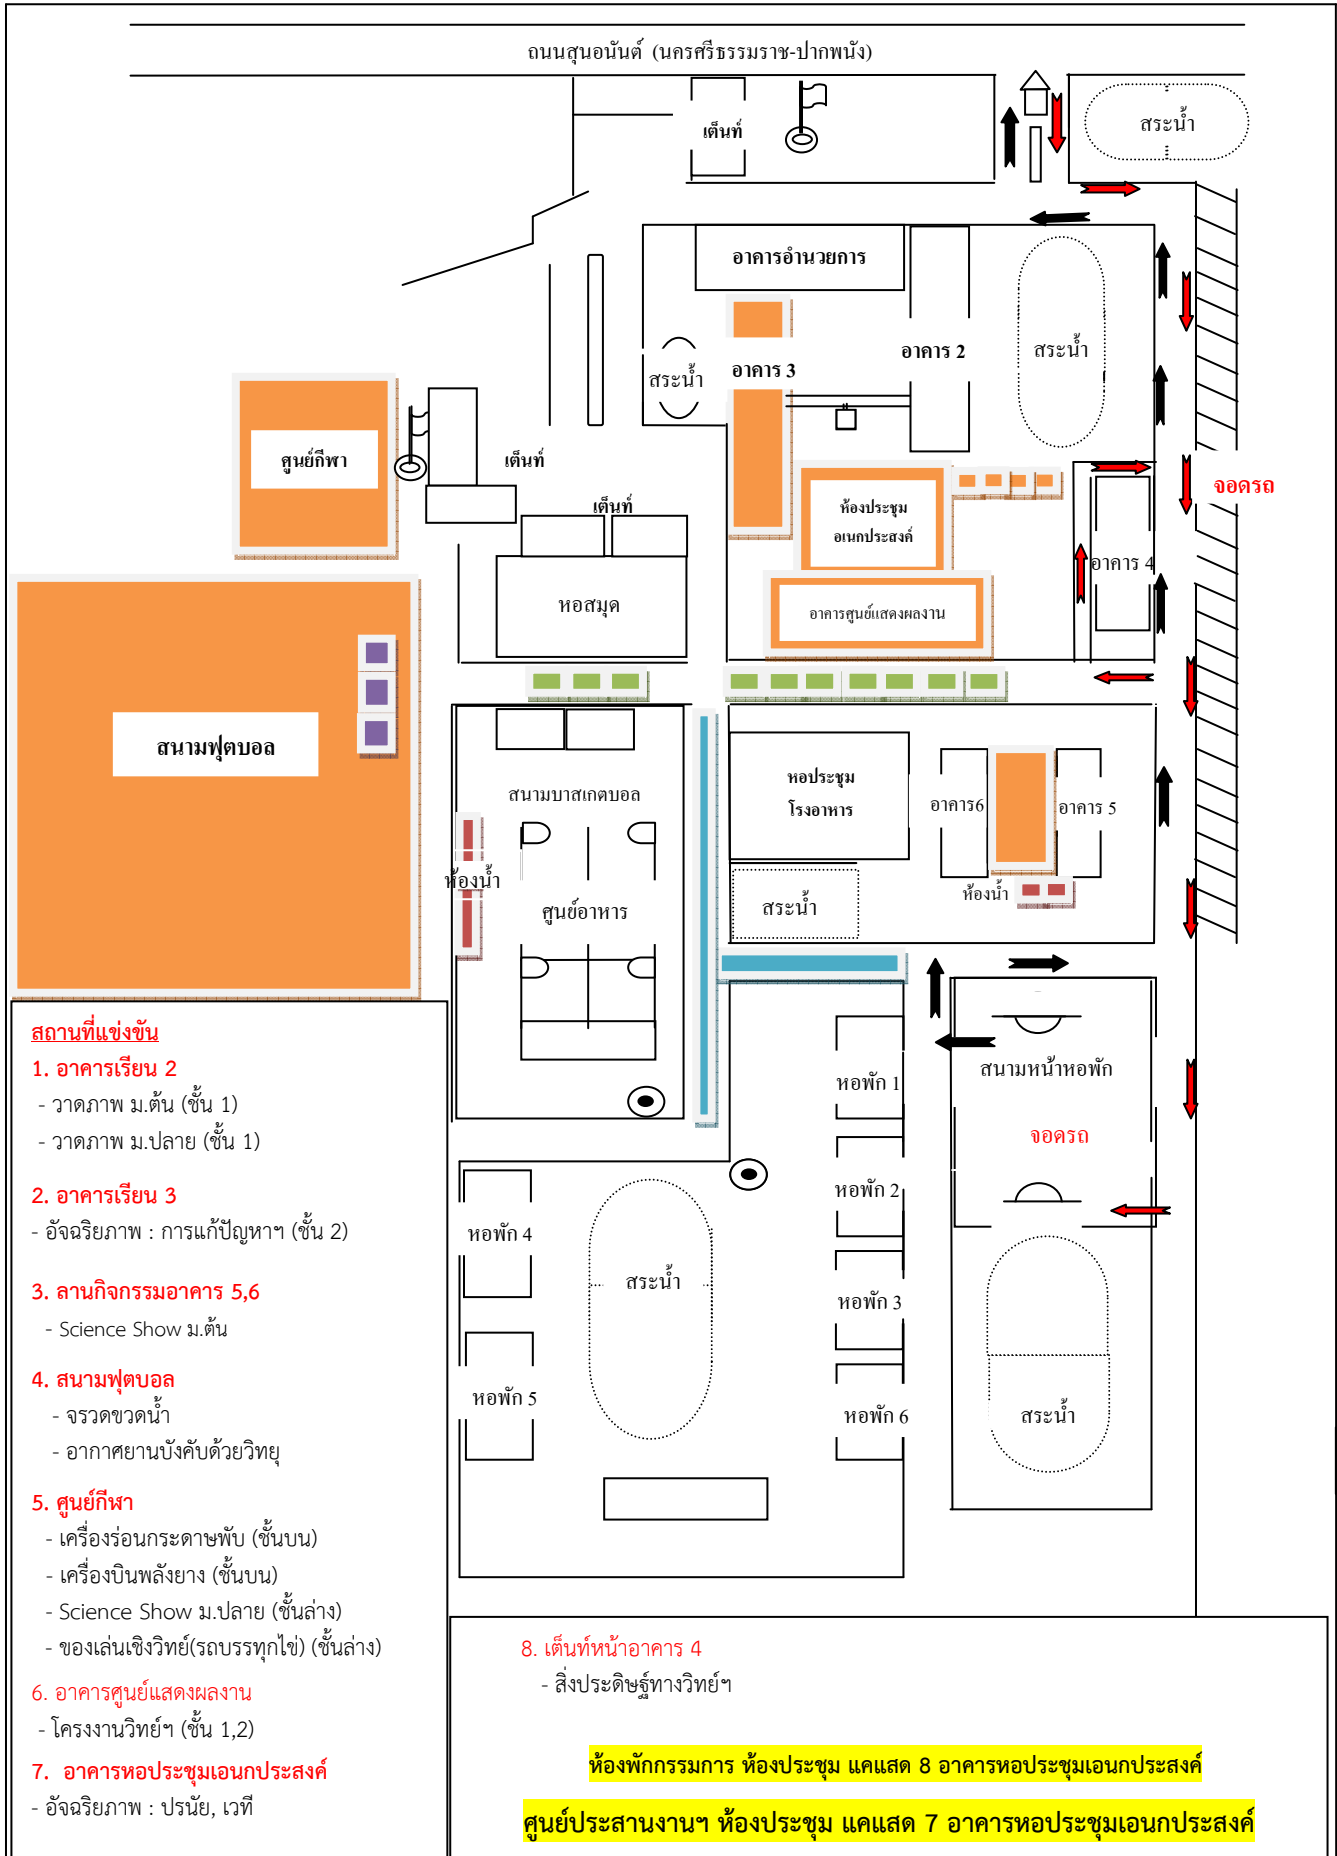 ถนนสุนอนันต์ (นครศรีธรรมราช-ปากพนัง)
เต็นท์
สระน้ำ
อาคารอำนวยการ
อาคาร 2
สระน้ำ
อาคาร 3
สระน้ำ
ศูนย์กีฬา
เต็นท์
เต็นท์
จอดรถ
ห้องประชุม
อเนกประสงค์
อาคาร 4
หอสมุด
อาคารศูนย์แสดงผลงาน
สนามฟุตบอล
สนามบาสเกตบอล
หอประชุม
โรงอาหาร
อาคาร6
อาคาร 5
ห้องน้ำ
ห้องน้ำ
ศูนย์อาหาร
สระน้ำ
สนามหน้าหอพัก
จอดรถ
หอพัก 1
หอพัก 2
หอพัก 3
หอพัก 6
หอพัก 4
หอพัก 5
สระน้ำ
สระน้ำ
สถานที่แข่งขัน
1. อาคารเรียน 2
- วาดภาพ ม.ต้น (ชั้น 1)
- วาดภาพ ม.ปลาย (ชั้น 1)
2. อาคารเรียน 3
- อัจฉริยภาพ : การแก้ปัญหาฯ (ชั้น 2)
3. ลานกิจกรรมอาคาร 5,6
- Science Show ม.ต้น
4. สนามฟุตบอล
- จรวดขวดน้ำ
- อากาศยานบังคับด้วยวิทยุ
5. ศูนย์กีฬา
- เครื่องร่อนกระดาษพับ (ชั้นบน)
- เครื่องบินพลังยาง (ชั้นบน)
- Science Show ม.ปลาย (ชั้นล่าง)
- ของเล่นเชิงวิทย์(รถบรรทุกไข่) (ชั้นล่าง)
6. อาคารศูนย์แสดงผลงาน
- โครงงานวิทย์ฯ (ชั้น 1,2)
7. อาคารหอประชุมเอนกประสงค์
- อัจฉริยภาพ : ปรนัย, เวที
8. เต็นท์หน้าอาคาร 4
- สิ่งประดิษฐ์ทางวิทย์ฯ
ห้องพักกรรมการ ห้องประชุม แคแสด 8 อาคารหอประชุมเอนกประสงค์
ศูนย์ประสานงานฯ ห้องประชุม แคแสด 7 อาคารหอประชุมเอนกประสงค์